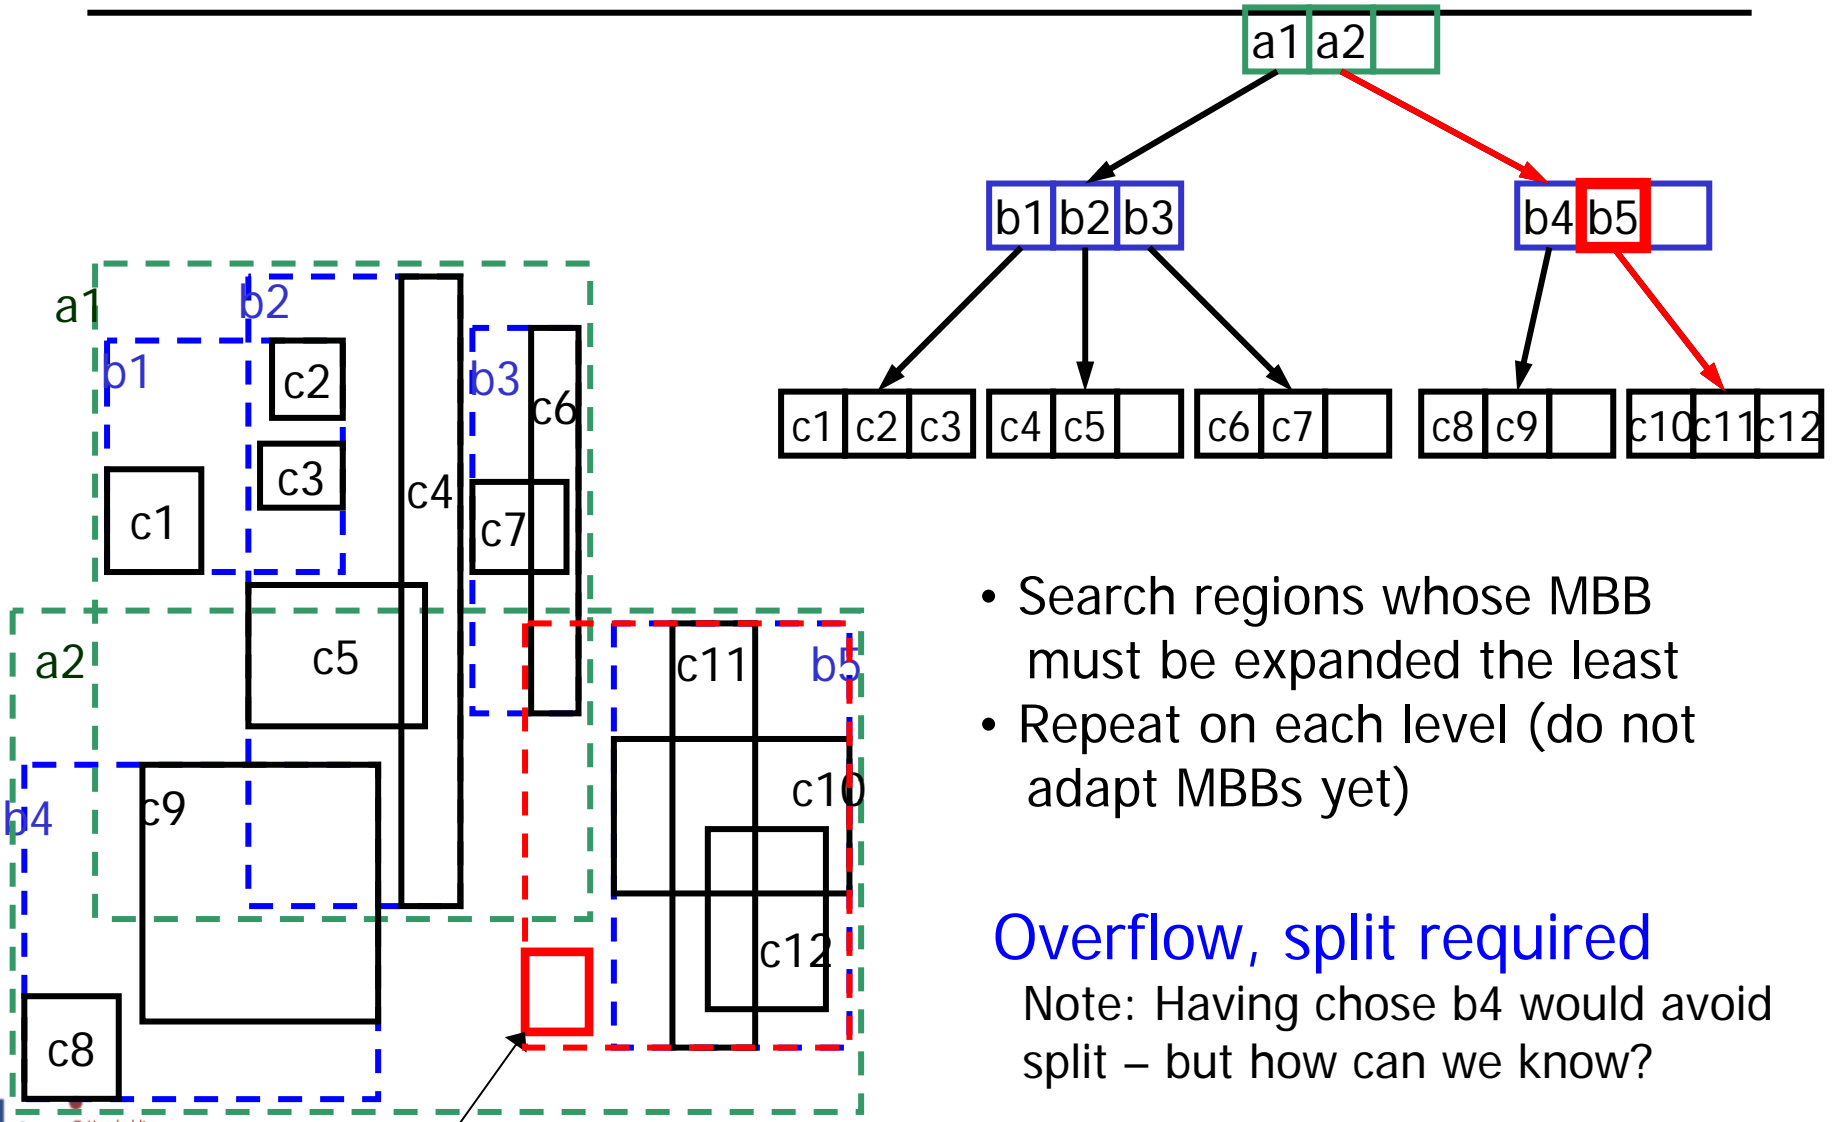 a1 a2
b1 b2 b3
b4 b5
c1 c2 c3
c4 c5
c6 c7
c8 c9
c10 c11 c12
a1
b2
b1
c2
b3
c6
c3
c4
c1
c7
c5
a2
c11
b5
c10
b4
c9
c12
c8
• Search regions whose MBB
must be expanded the least
• Repeat on each level (do not
adapt MBBs yet)
Overflow, split required
Note: Having chose b4 would avoid
split – but how can we know?